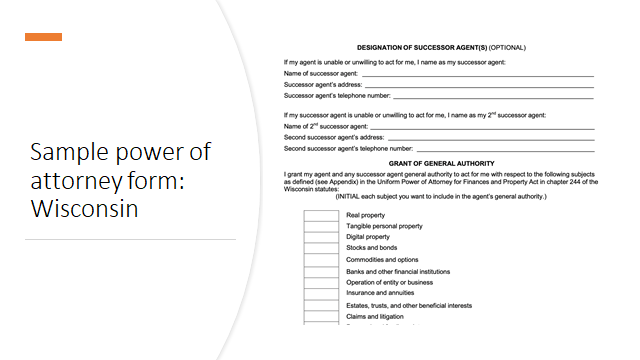 Sample power of
attorney form:
Wisconsin
DESIGNATION OF SUCCESSOR AGENT(S) (OPTIONAL)
If my agent is unable or unwilling to act for me, I name as my successor agent:
Name of successor agent:
Successor agent's address:
Successor agent's telephone number:
If my successor agent is unable or unwilling to act for me, I name as my 2nd successor agent:
Name of 2nd successor agent:
Second successor agent's address:
Second successor agent's telephone number:
GRANT OF GENERAL AUTHORITY
I grant my agent and any successor agent general authority to act for me with respect to the following subjects
as defined (see Appendix) in the Uniform Power of Attorney for Finances and Property Act in chapter 244 of the
Wisconsin statutes:
(INITIAL each subject you want to include in the agent's general authority.)
Real property
Tangible personal property
Digital property
Stocks and bonds
Commodities and options
Banks and other financial institutions
Operation of entity or business
Insurance and annuities
Estates, trusts, and other beneficial interests
Claims and litigation